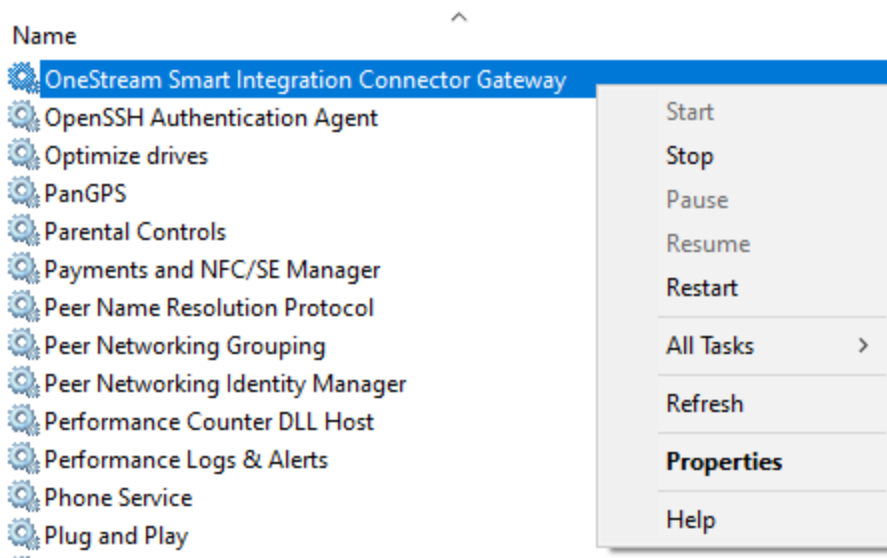 Name
OneStream Smart Integration Connector Gateway
OpenSSH Authentication Agent
Optimize drives
PanGPS
Parental Controls
Payments and NFC/SE Manager
Peer Name Resolution Protocol
Peer Networking Grouping
Peer Networking Identity Manager
Performance Counter DLL Host
Performance Logs & Alerts
Phone Service
Plug and Play
Start
Stop
Pause
Resume
Restart
All Tasks
Refresh
Properties
Help